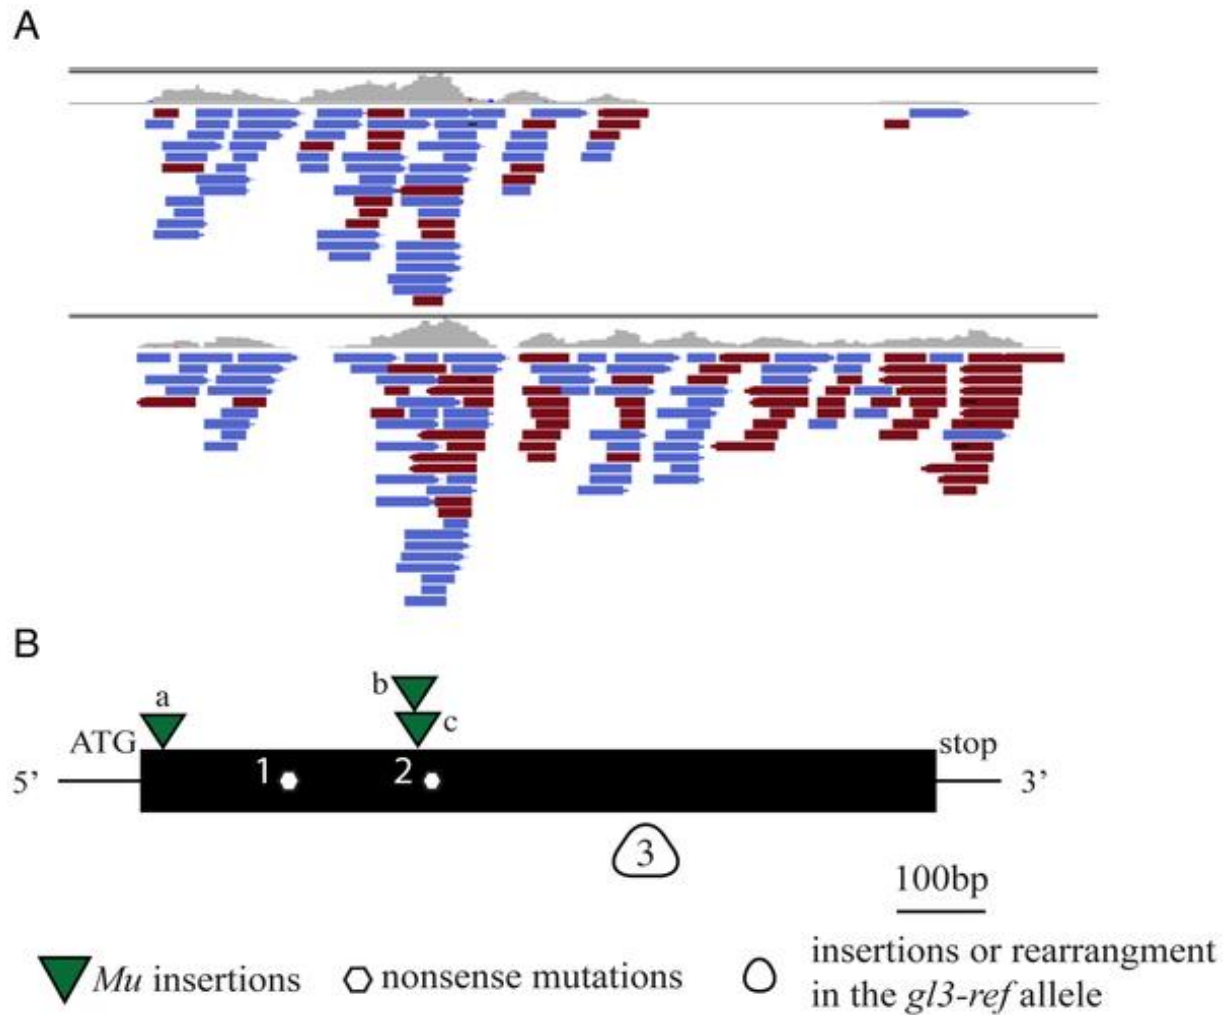 A
B
a
b
c
ATG
1
2
stop
5’
3’
3
100bp
Mu insertions
nonsense mutations
insertions or rearrangment
in the gl3-ref allele